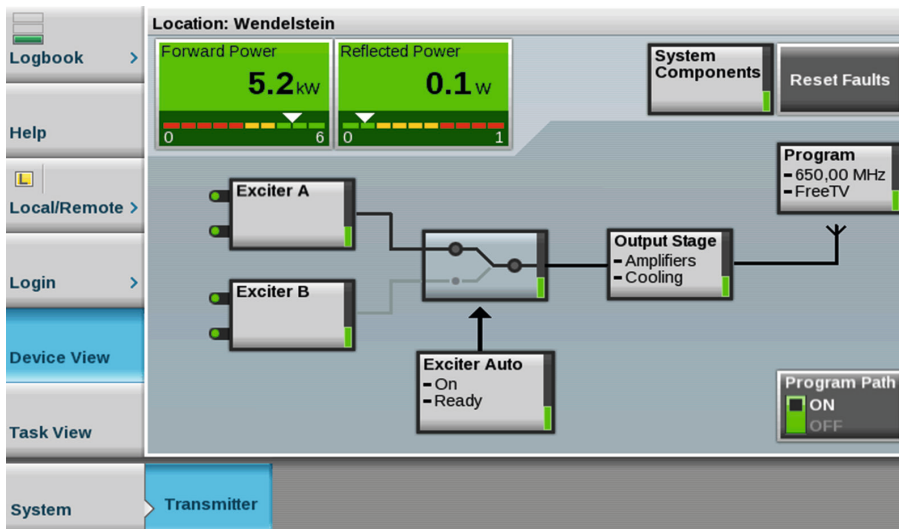 Location: Wendelstein
Logbook
Help
L
Local/Remote
Login
Device View
Task View
System
Transmitter
Forward Power
5.2 kW
0 6
Reflected Power
0.1 W
0 1
System
Components
Reset Faults
Program
- 650,00 MHz
- FreeTV
Exciter A
Exciter B
Output Stage
- Amplifiers
- Cooling
Exciter Auto
- On
- Ready
Program Path
ON
OFF